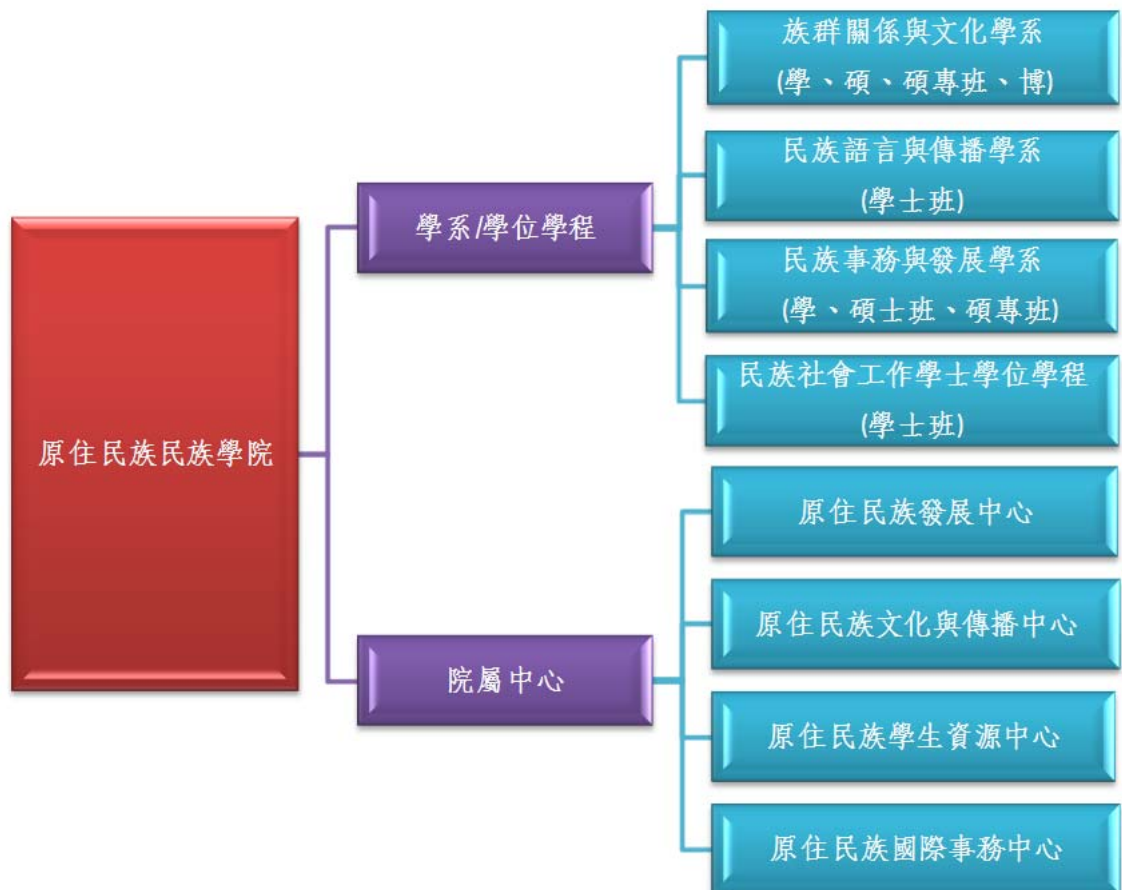 原住民族民族學院
學系/學位學程
族群關係與文化學系
(學、碩、碩專班、博)
民族語言與傳播學系
(學士班)
民族事務與發展學系
(學、碩士班、碩專班)
民族社會工作學士學位學程
(學士班)
院屬中心
原住民族發展中心
原住民族文化與傳播中心
原住民族學生資源中心
原住民族國際事務中心